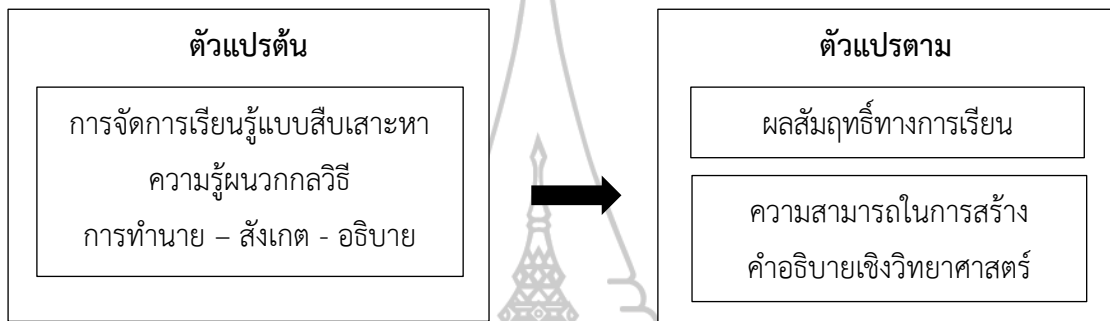 ตัวแปรต้น
การจัดการเรียนรู้แบบสืบเสาะหา
ความรู้ผนวกกลวิธี
การทำนาย – สังเกต - อธิบาย
ตัวแปรตาม
ผลสัมฤทธิ์ทางการเรียน
ความสามารถในการสร้าง
คำอธิบายเชิงวิทยาศาสตร์